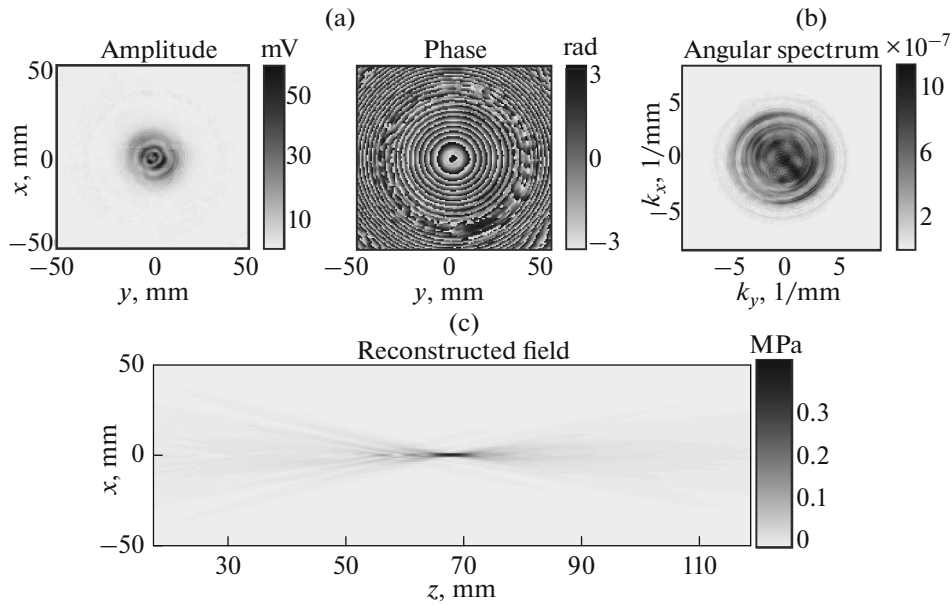 (a)
(b)
Amplitude
mV
Phase
rad
Angular spectrum
×10⁻⁷
50
0
−50
x, mm
−50
0
50
y, mm
50
30
10
3
0
−3
−50
0
50
y, mm
5
0
−5
kₓ, 1/mm
−5
0
5
k_y, 1/mm
10
6
2
(c)
Reconstructed field
MPa
50
0
−50
x, mm
30
50
70
90
110
z, mm
0.3
0.2
0.1
0